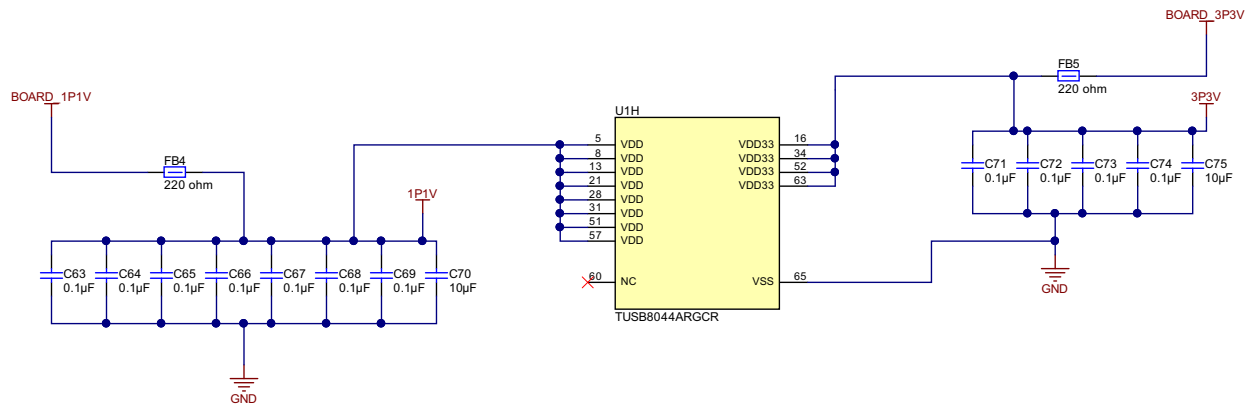 BOARD_3P3V
FB5
220 ohm
BOARD_1P1V
3P3V
U1H
5 VDD VDD33 16
8 VDD VDD33 34
13 VDD VDD33 52
21 VDD VDD33 63
28 VDD
31 VDD
51 VDD
57 VDD
60 NC VSS 65
TUSB8044ARGCR
C71 C72 C73 C74 C75
0.1µF 0.1µF 0.1µF 0.1µF 10µF
GND
FB4
220 ohm
1P1V
C63 C64 C65 C66 C67 C68 C69 C70
0.1µF 0.1µF 0.1µF 0.1µF 0.1µF 0.1µF 0.1µF 10µF
GND